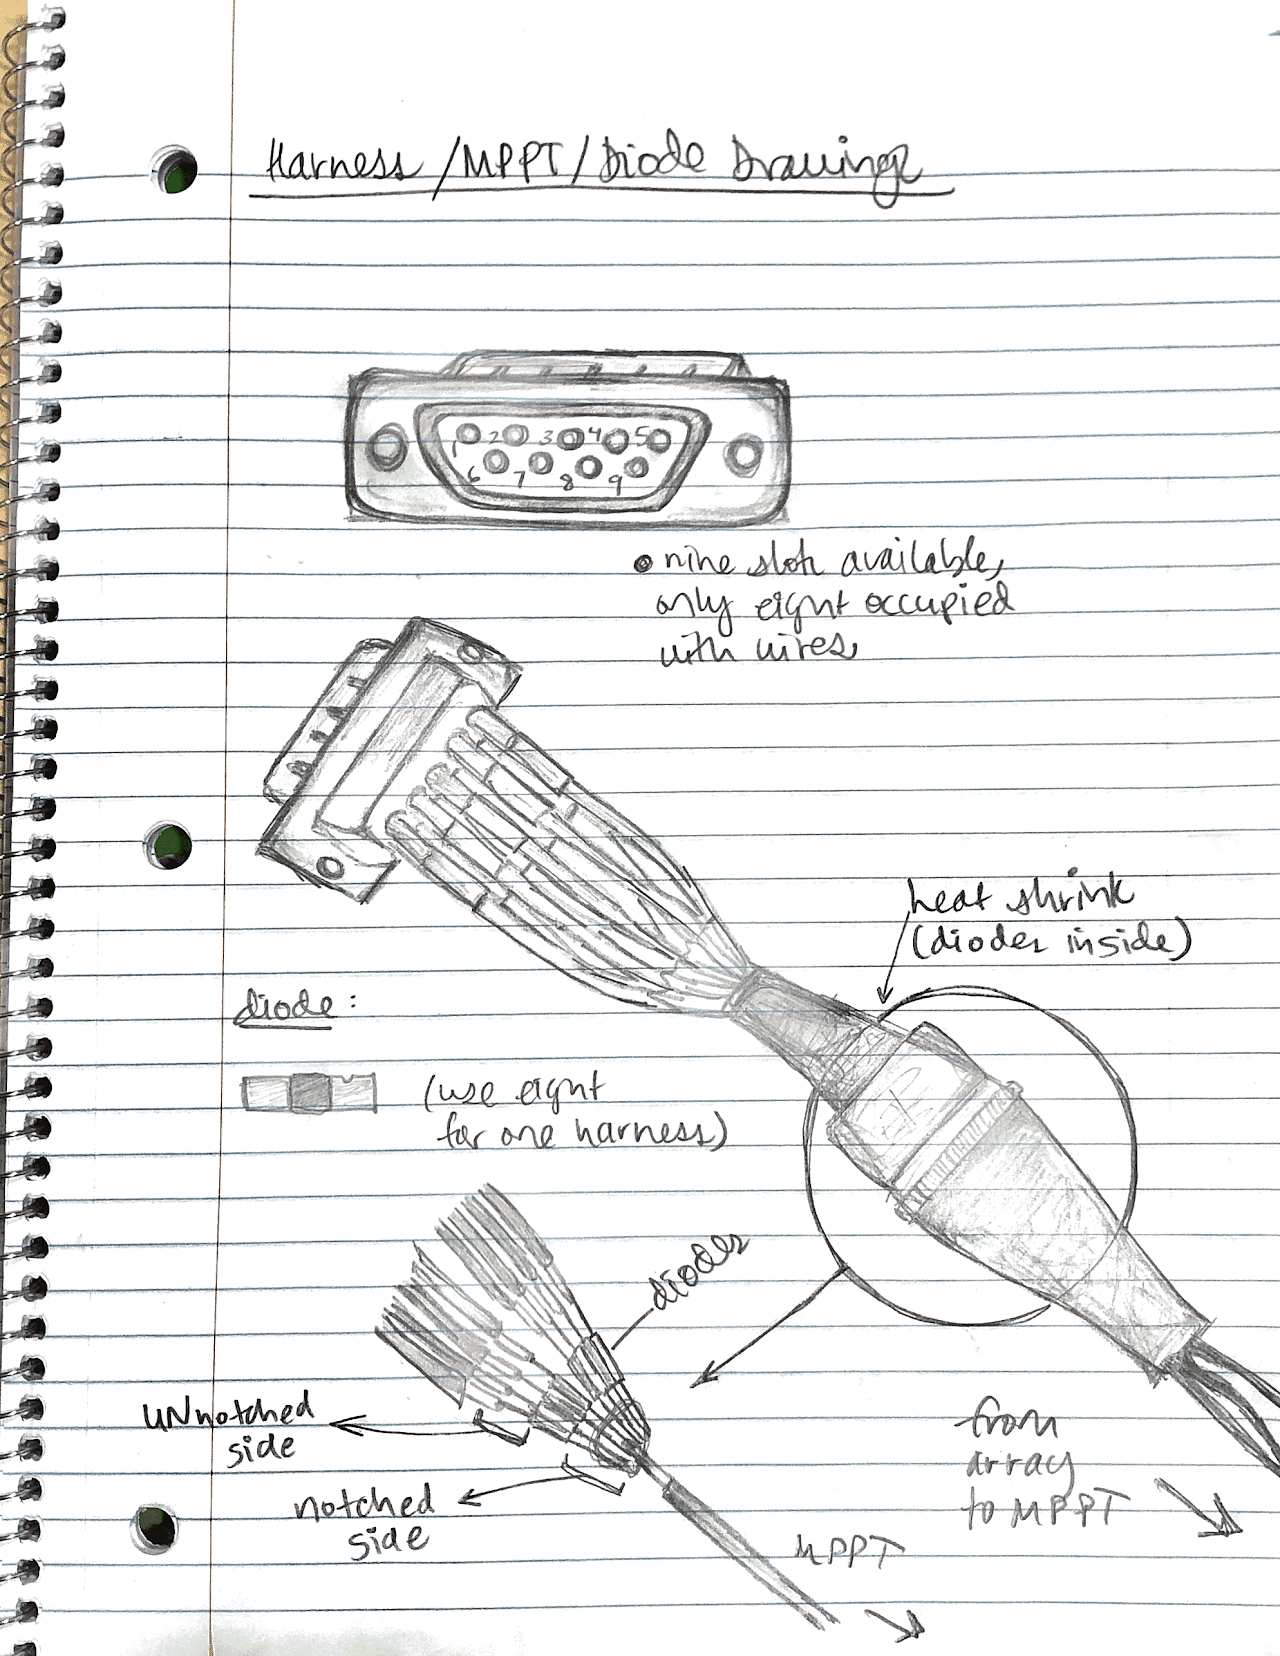 Harness/MPPT/Diode Drawings
1 2 3 4 5
6 7 8 9
nine slots available,
only eight occupied
with wires
heat shrink
(diodes inside)
diode:
(use eight
for one harness)
diodes
UNnotched
side
notched
side
from
array
to MPPT
MPPT